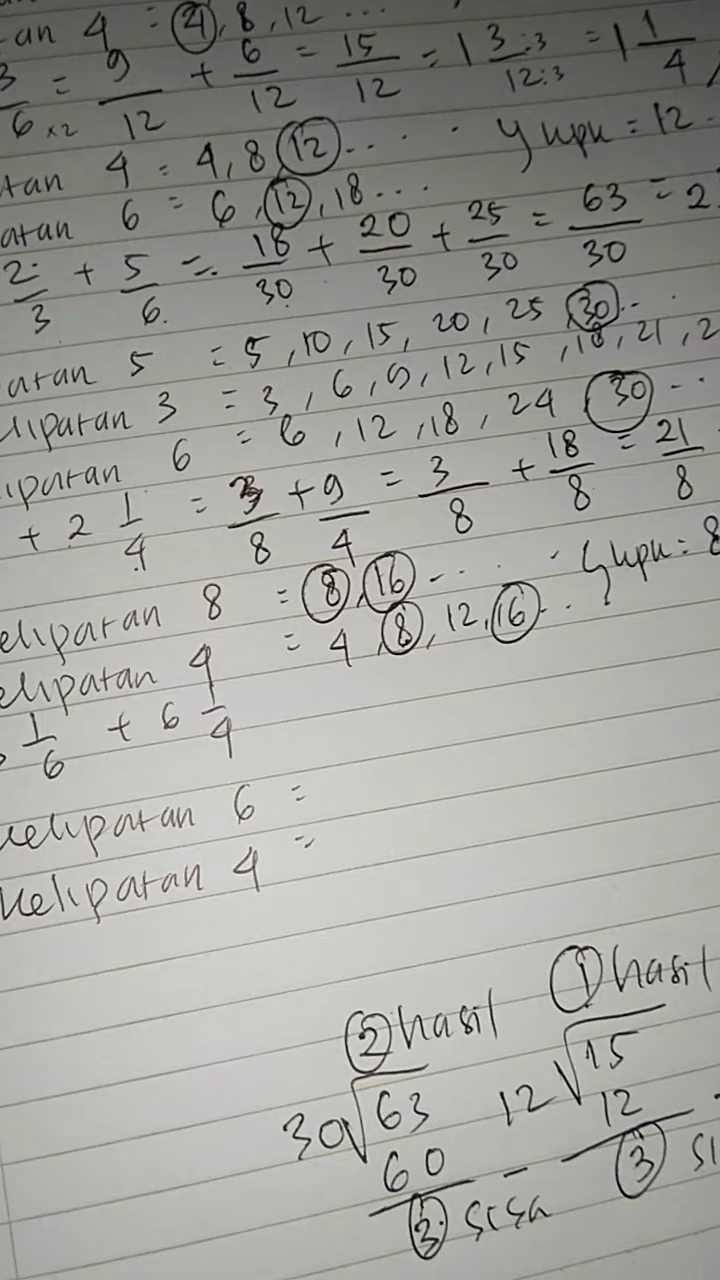 an 4 = 4, 8, 12 ...
3/6 ×2 = 9/12 + 6/12 = 15/12 = 1 3:3/12:3 = 1 1/4
tan 4 = 4, 8, 12 .... } KPK = 12
atan 6 = 6, 12, 18...
2/3 + 5/6 = 18/30 + 20/30 + 25/30 = 63/30 = 2
atan 5 = 5, 10, 15, 20, 25, 30...
lipatan 3 = 3, 6, 9, 12, 15, 18, 21, 2
ipatan 6 = 6, 12, 18, 24, 30...
+ 2 1/4 = 3/8 + 9/4 = 3/8 + 18/8 = 21/8
elipatan 8 = 8, 16 .... } KPK = 8
elipatan 4 = 4, 8, 12, 16...
1/6 + 6 1/4
kelipatan 6 =
kelipatan 4 =
2 hasil
30√63
60 -
3 sisa
1 hasil
12√15
12
3 si